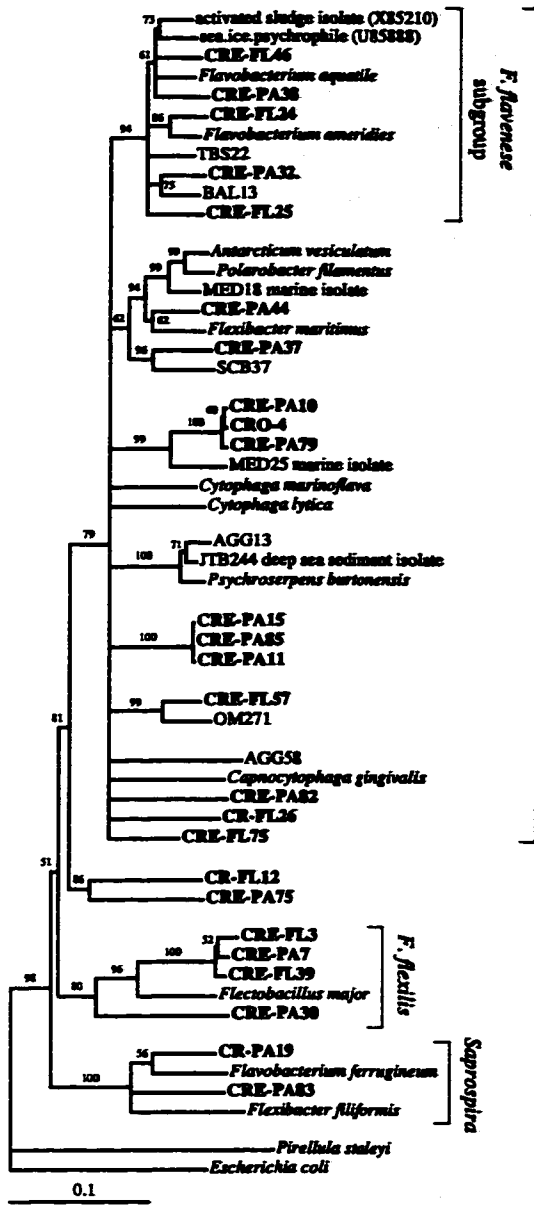 73
activated sludge isolate (X85210)
sea.ice.psychrophile (U85888)
61
CRE-FL46
Flavobacterium aquatile
CRE-PA38
86
CRE-FL24
94
Flavobacterium ameridies
TBS22
CRE-PA32
75
BAL13
CRE-FL25
F. flavenese
subgroup
99
Antarcticum vesiculatum
99
Polarobacter filamentus
94
MED18 marine isolate
CRE-PA44
62
62
Flexibacter maritimus
96
CRE-PA37
SCB37
CRE-PA10
100
CRO-4
99
CRE-PA79
MED25 marine isolate
Cytophaga marinoflava
Cytophaga lytica
79
71
AGG13
100
JTB244 deep sea sediment isolate
Psychroserpens burtonensis
CRE-PA15
100
CRE-PA85
CRE-PA11
99
CRE-FL57
OM271
81
AGG58
Capnocytophaga gingivalis
CRE-PA82
CR-FL26
CRE-FL75
51
86
CR-FL12
CRE-PA75
52
CRE-FL3
100
CRE-PA7
96
CRE-FL39
98
80
Flectobacillus major
CRE-PA30
F. flexilis
56
CR-PA19
100
Flavobacterium ferrugineum
CRE-PA83
Flexibacter filiformis
Saprospira
Pirellula staleyi
Escherichia coli
0.1